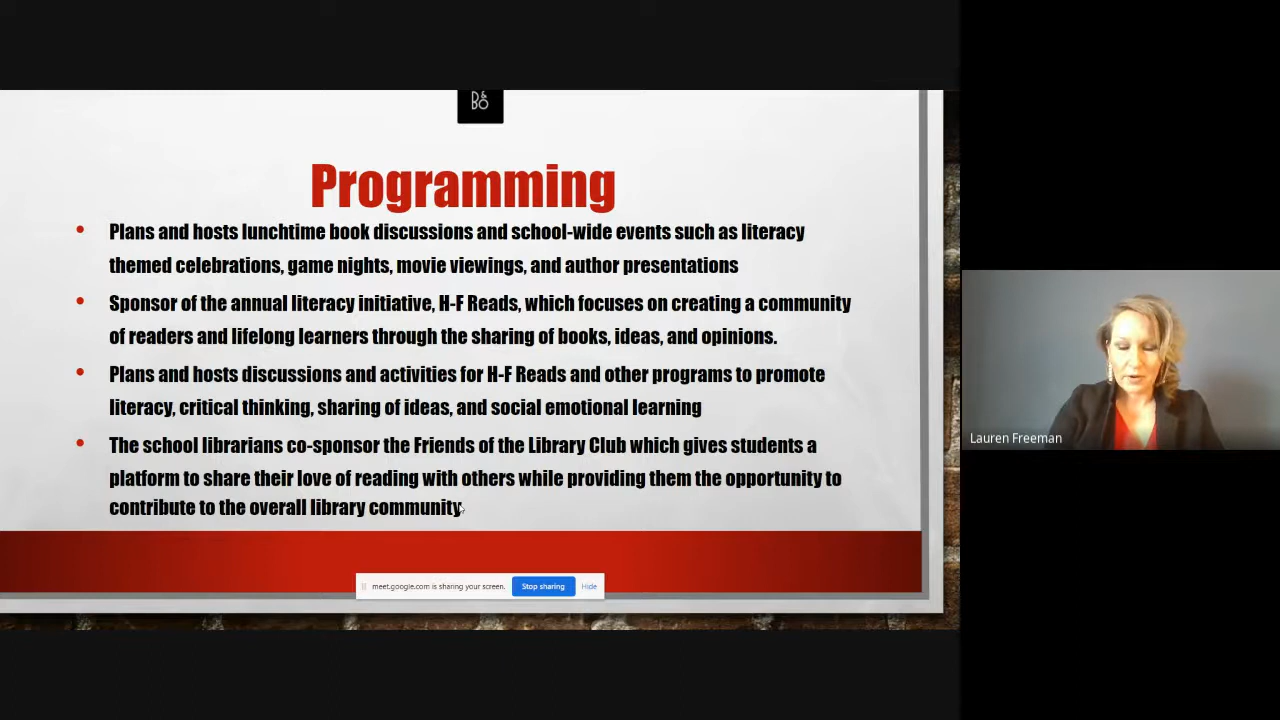 B&
BO
Programming
• Plans and hosts lunchtime book discussions and school-wide events such as literacy
themed celebrations, game nights, movie viewings, and author presentations
• Sponsor of the annual literacy initiative, H-F Reads, which focuses on creating a community
of readers and lifelong learners through the sharing of books, ideas, and opinions.
• Plans and hosts discussions and activities for H-F Reads and other programs to promote
literacy, critical thinking, sharing of ideas, and social emotional learning
• The school librarians co-sponsor the Friends of the Library Club which gives students a
platform to share their love of reading with others while providing them the opportunity to
contribute to the overall library community.
meet.google.com is sharing your screen. Stop sharing Hide
Lauren Freeman